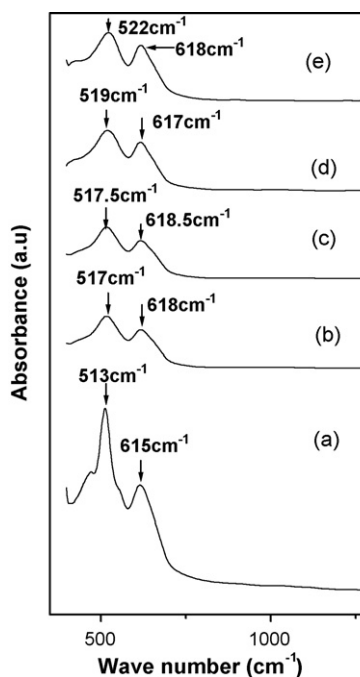 522cm⁻¹
618cm⁻¹
(e)
519cm⁻¹
617cm⁻¹
(d)
517.5cm⁻¹
618.5cm⁻¹
(c)
517cm⁻¹
618cm⁻¹
(b)
513cm⁻¹
615cm⁻¹
(a)
Absorbance (a.u)
500
1000
Wave number (cm⁻¹)